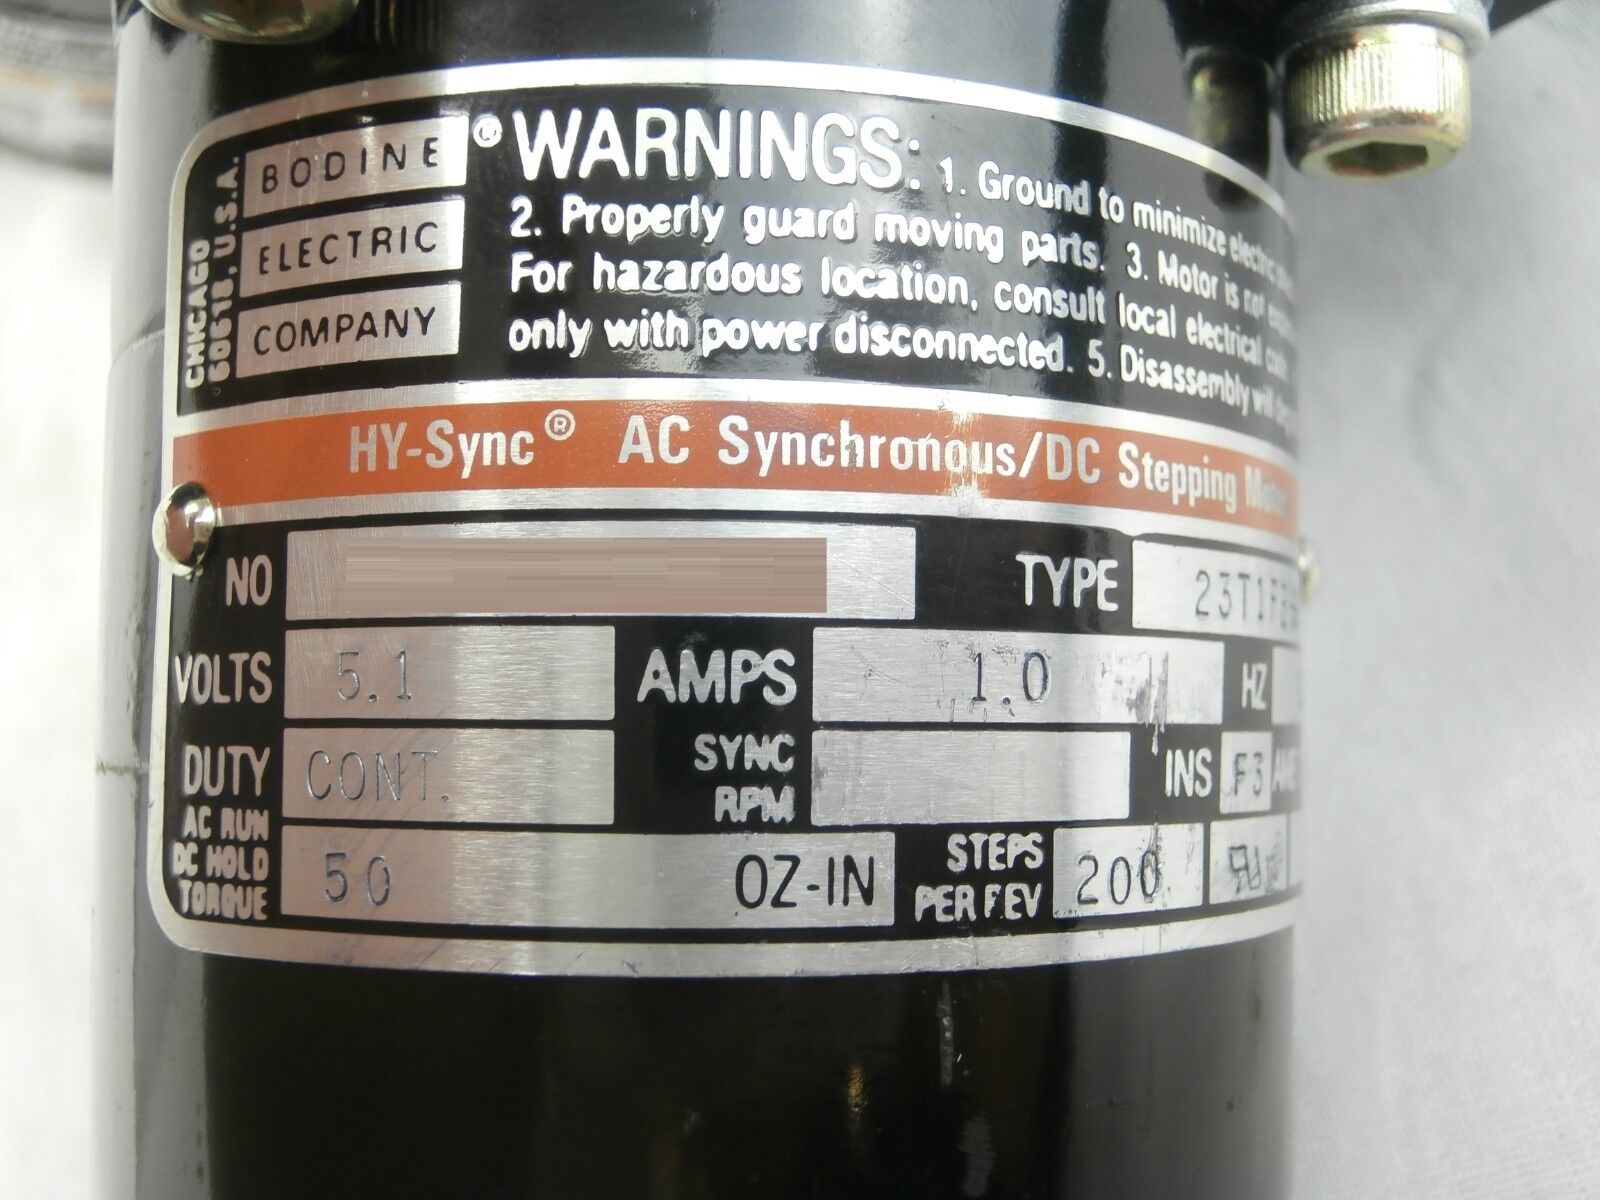 CHICAGO
60618, U.S.A.
BODINE ®
ELECTRIC
COMPANY
WARNINGS: 1. Ground to minimize electric
2. Properly guard moving parts. 3. Motor is not
For hazardous location, consult local electrical
only with power disconnected. 5. Disassembly will
HY-Sync® AC Synchronous/DC Stepping Motor
NO TYPE
VOLTS 5.1 AMPS 1.0 HZ
DUTY CONT. SYNC RPM INS F3
AC RUN
DC HOLD
TORQUE 50 OZ-IN STEPS PER REV 200